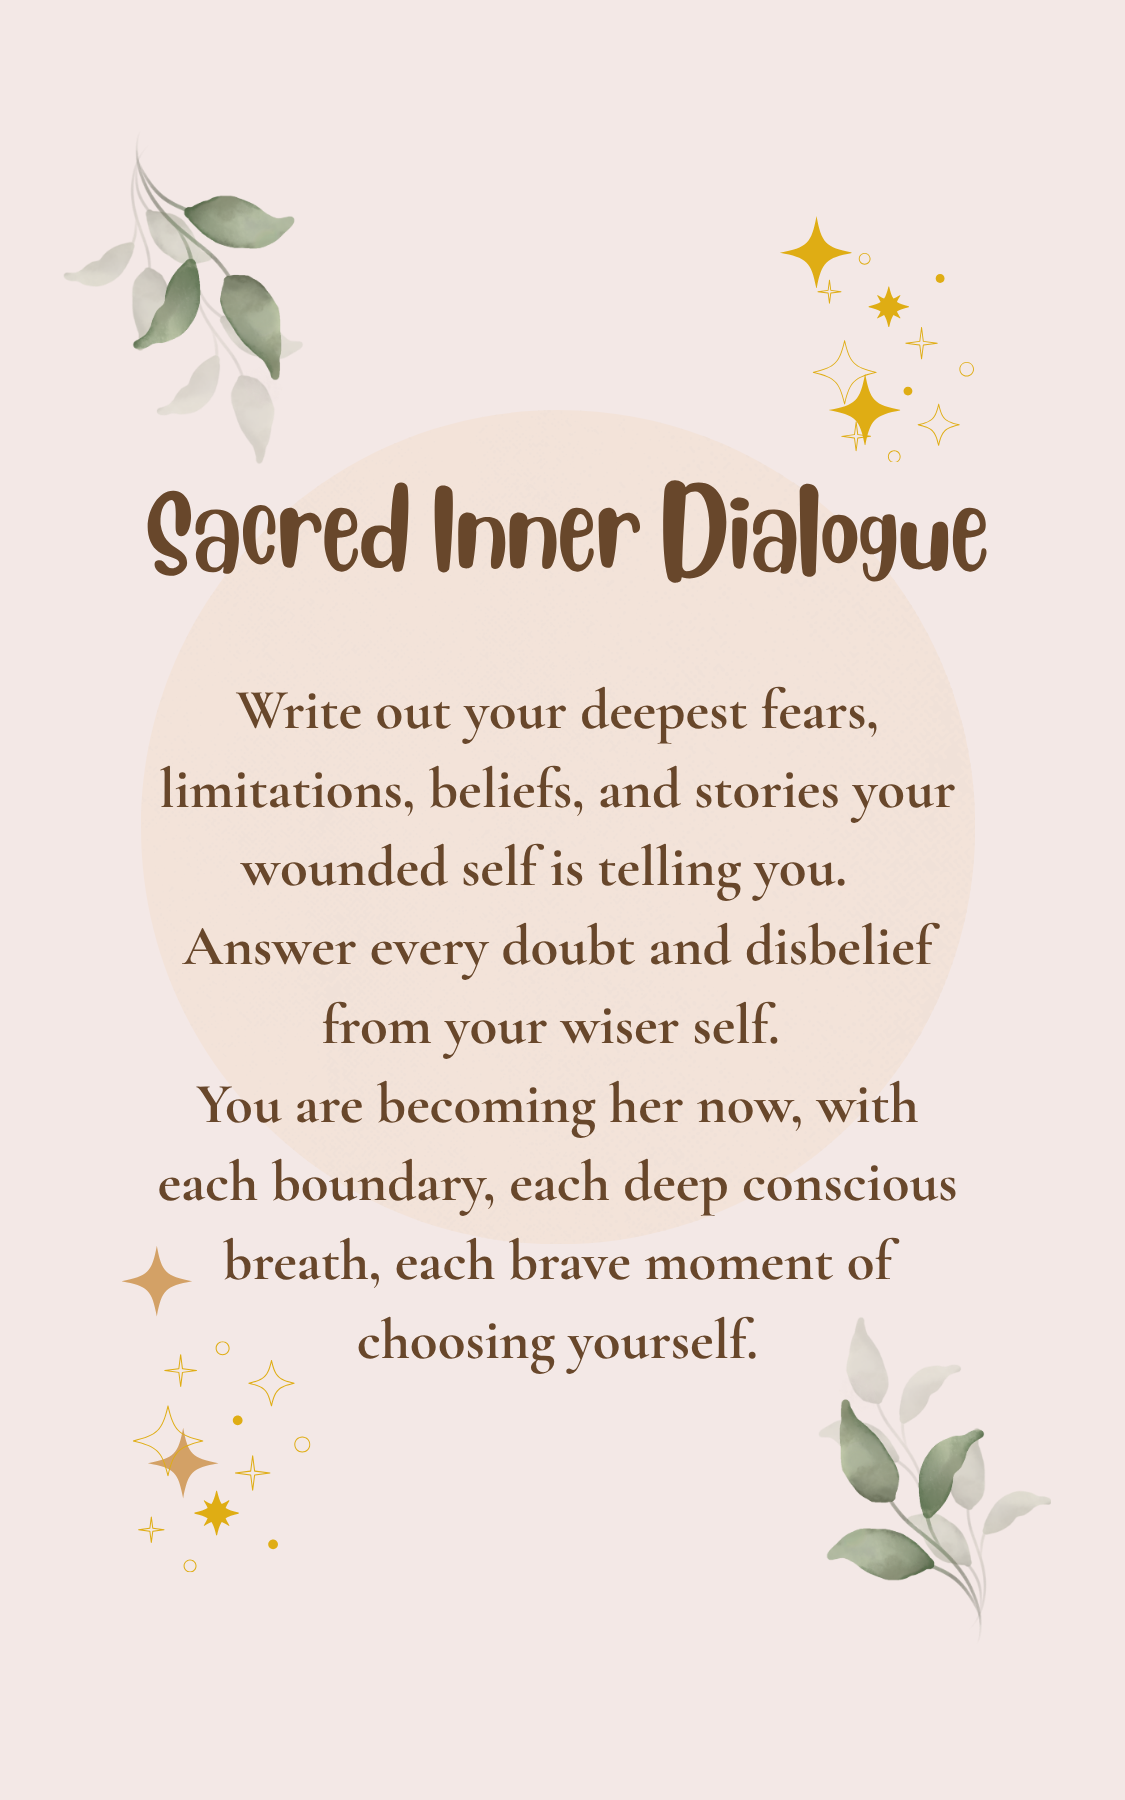 Sacred Inner Dialogue
Write out your deepest fears,
limitations, beliefs, and stories your
wounded self is telling you.
Answer every doubt and disbelief
from your wiser self.
You are becoming her now, with
each boundary, each deep conscious
breath, each brave moment of
choosing yourself.